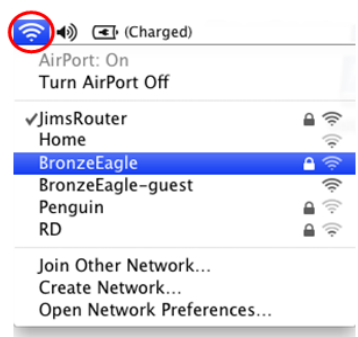 (Charged)
AirPort: On
Turn AirPort Off
✓JimsRouter
Home
BronzeEagle
BronzeEagle-guest
Penguin
RD
Join Other Network...
Create Network...
Open Network Preferences...